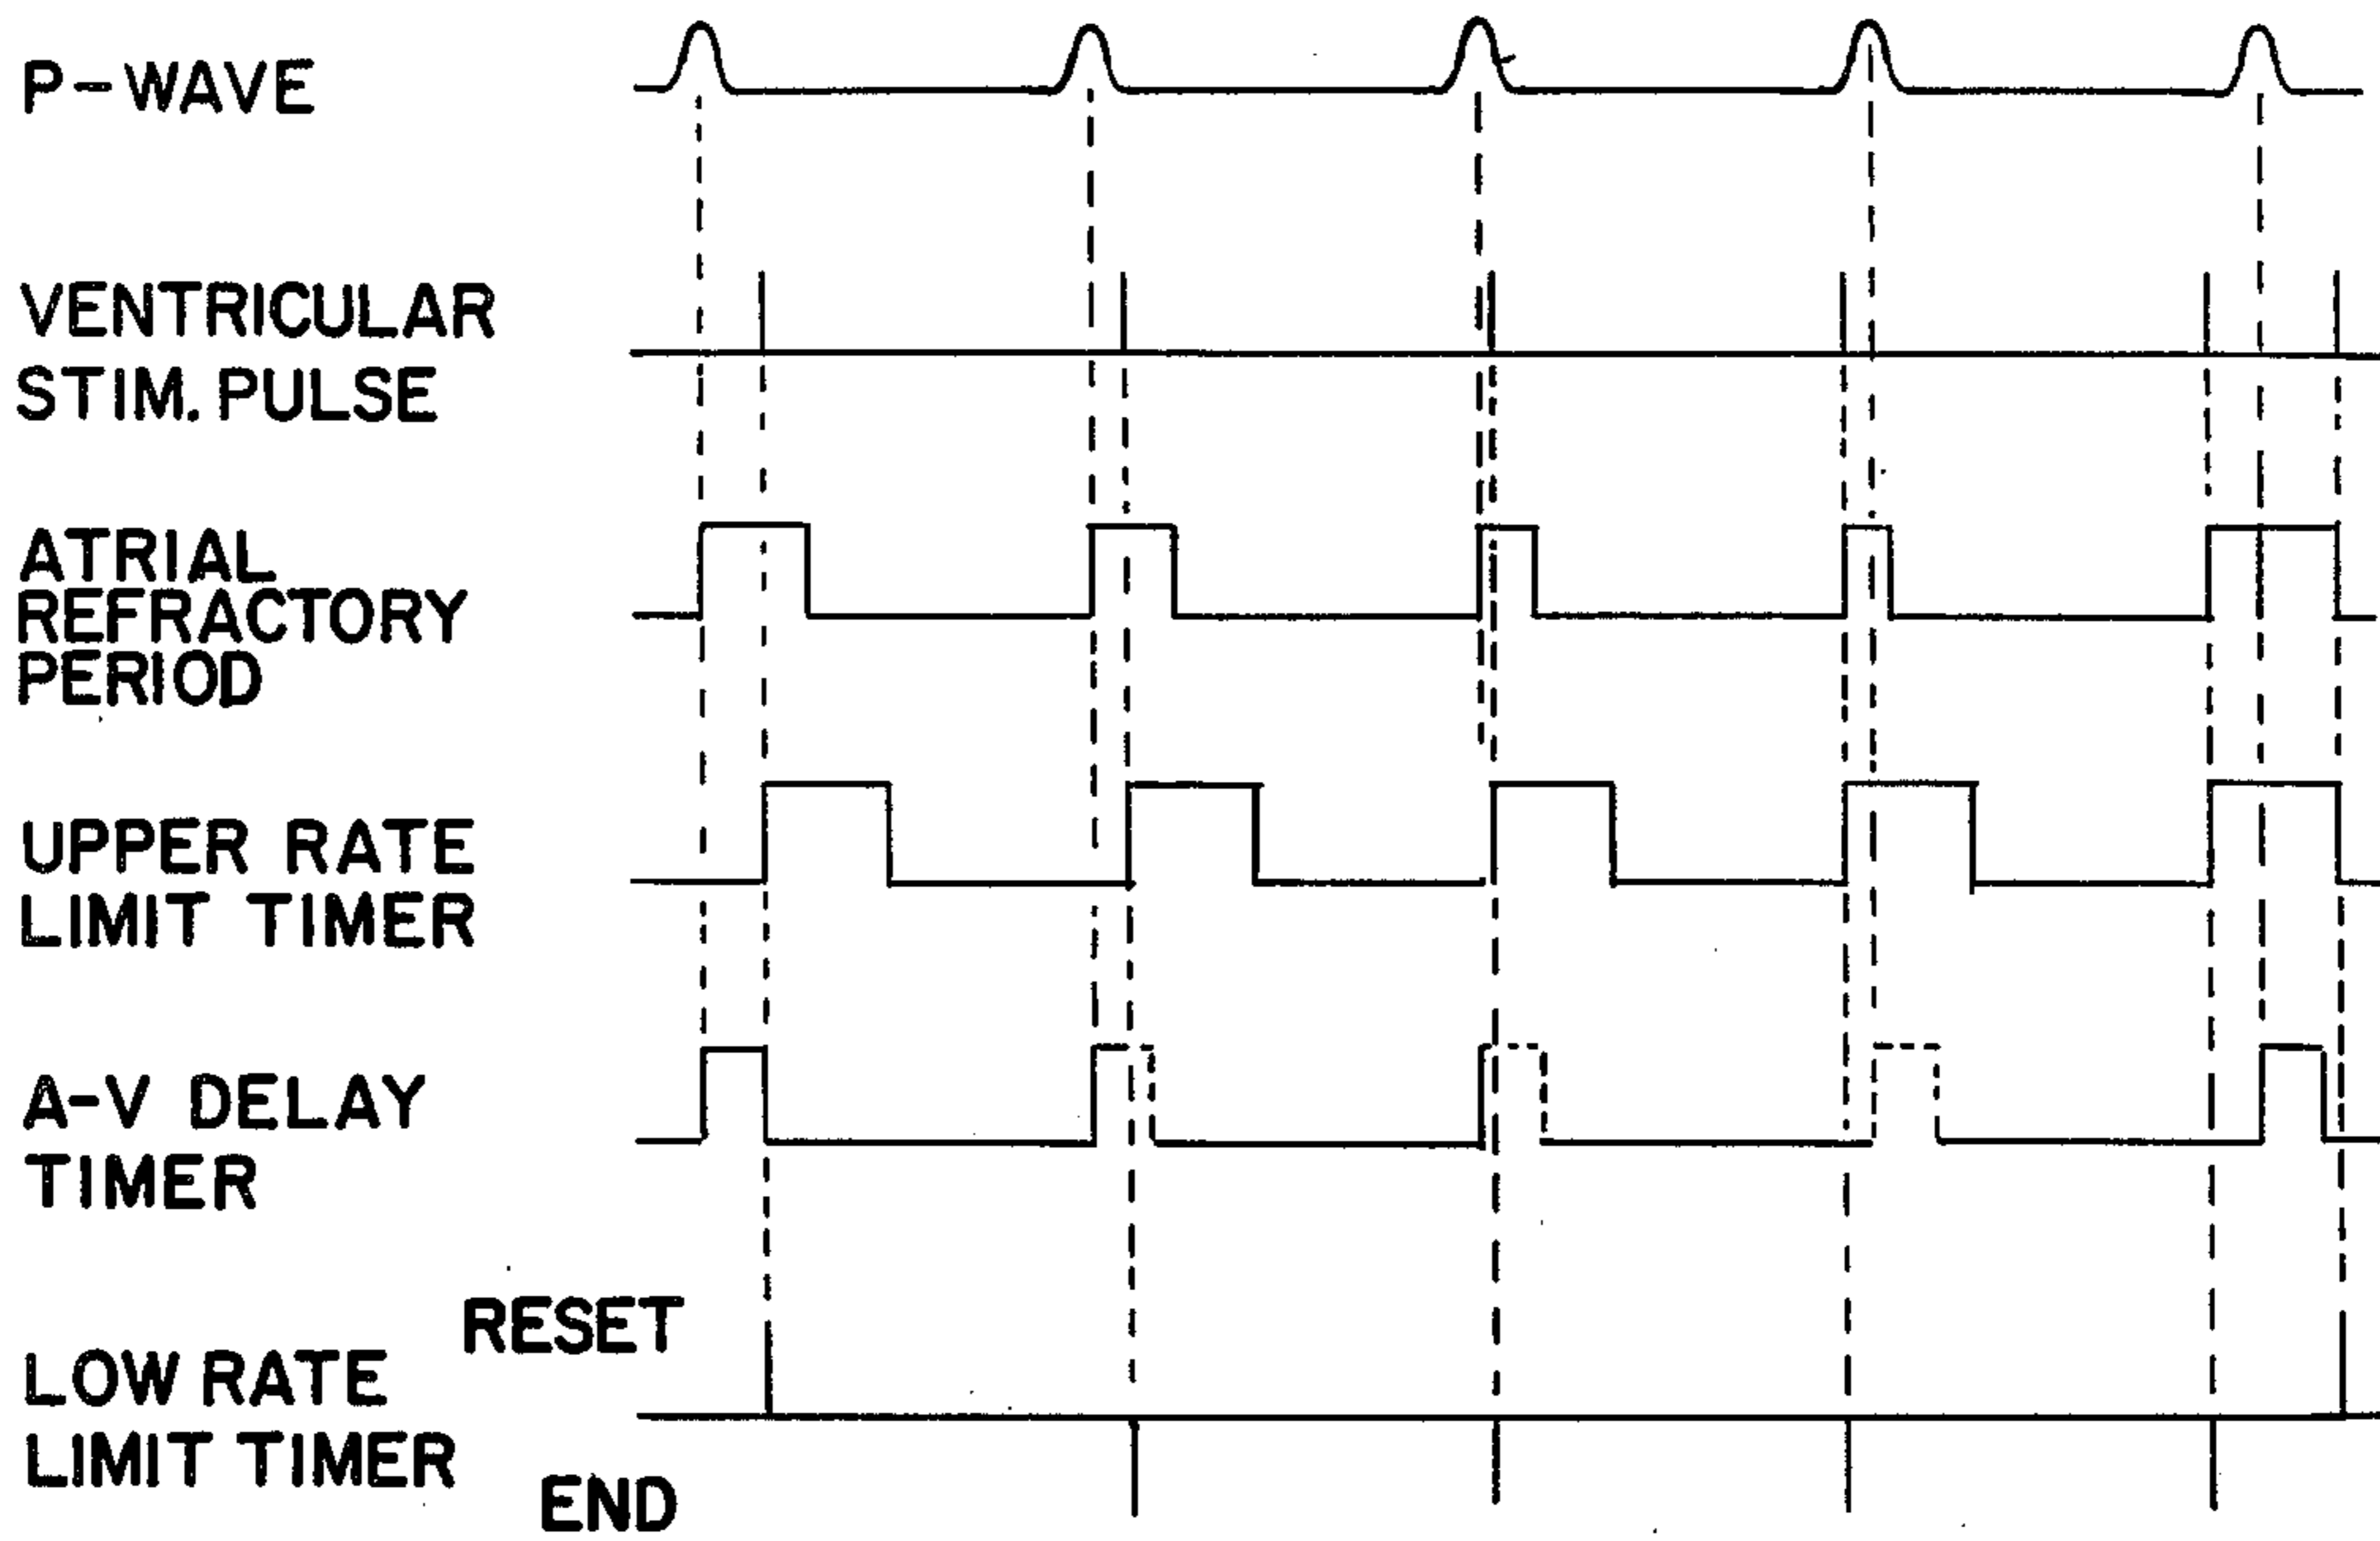 P-WAVE
VENTRICULAR
STIM. PULSE
ATRIAL
REFRACTORY
PERIOD
UPPER RATE
LIMIT TIMER
A-V DELAY
TIMER
RESET
LOW RATE
LIMIT TIMER
END